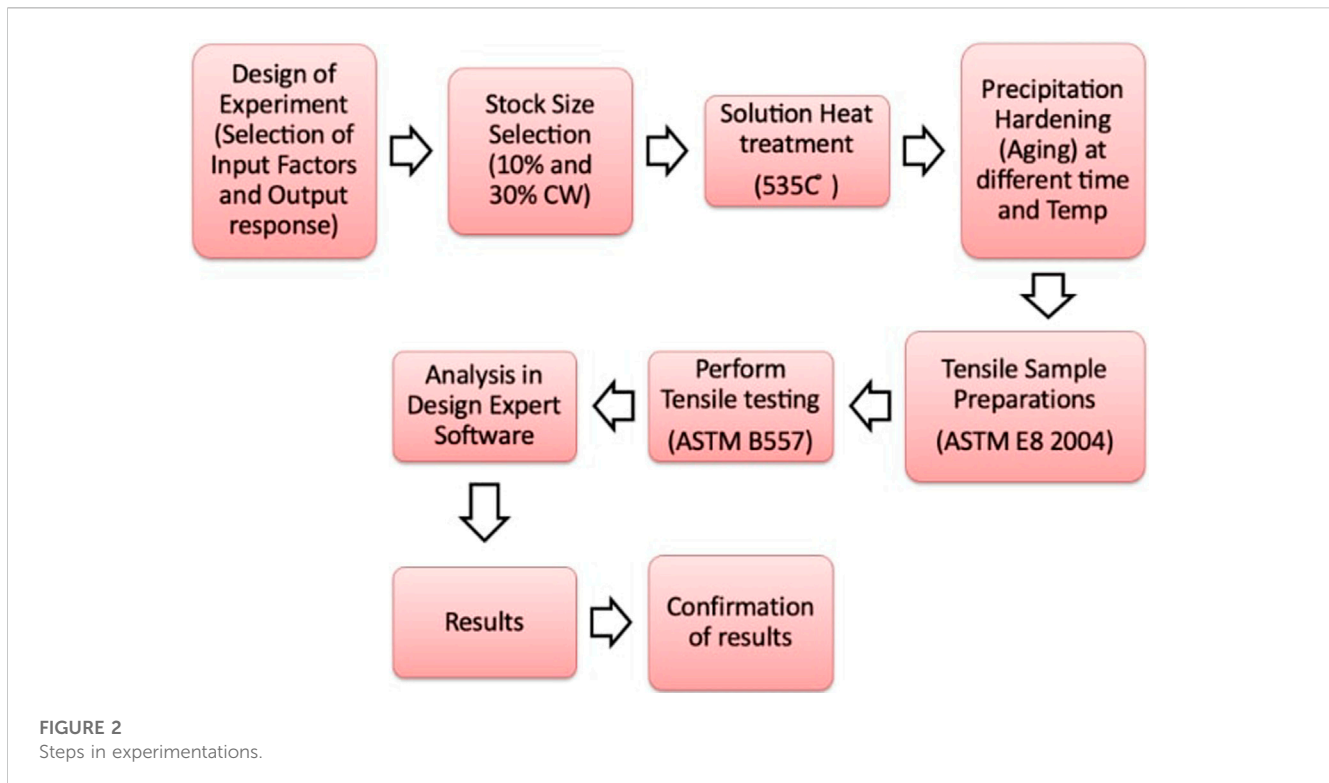 Design of
Experiment
(Selection of
Input Factors
and Output
response)
Stock Size
Selection
(10% and
30% CW)
Solution Heat
treatment
(535C° )
Precipitation
Hardening
(Aging) at
different time
and Temp
Tensile Sample
Preparations
(ASTM E8 2004)
Perform
Tensile testing
(ASTM B557)
Analysis in
Design Expert
Software
Results
Confirmation
of results
FIGURE 2
Steps in experimentations.